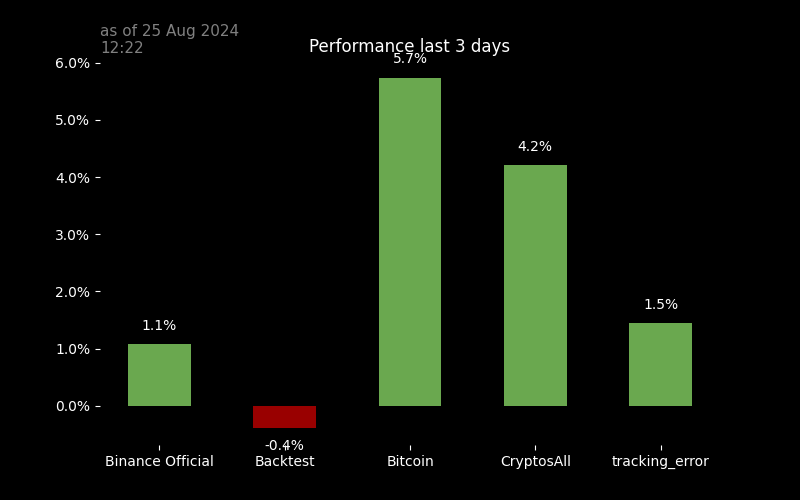 as of 25 Aug 2024
12:22
Performance last 3 days
6.0%
5.0%
4.0%
3.0%
2.0%
1.0%
0.0%
1.1%
-0.4%
5.7%
4.2%
1.5%
Binance Official
Backtest
Bitcoin
CryptosAll
tracking_error